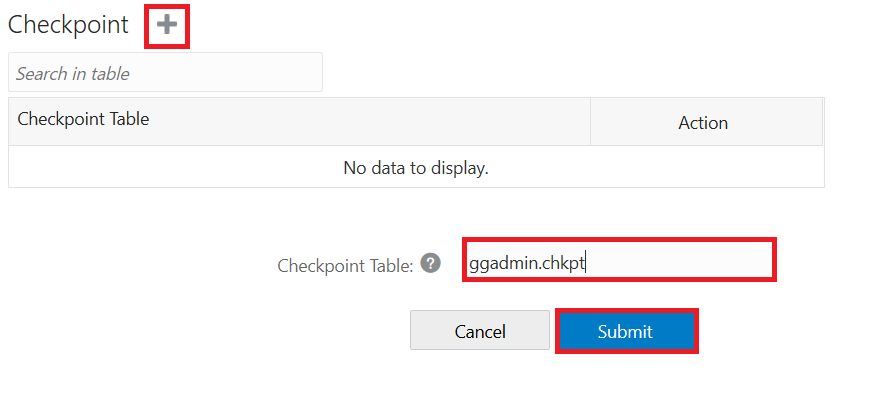 Checkpoint +
Search in table
Checkpoint Table Action
No data to display.
Checkpoint Table: ? ggadmin.chkpt
Cancel Submit